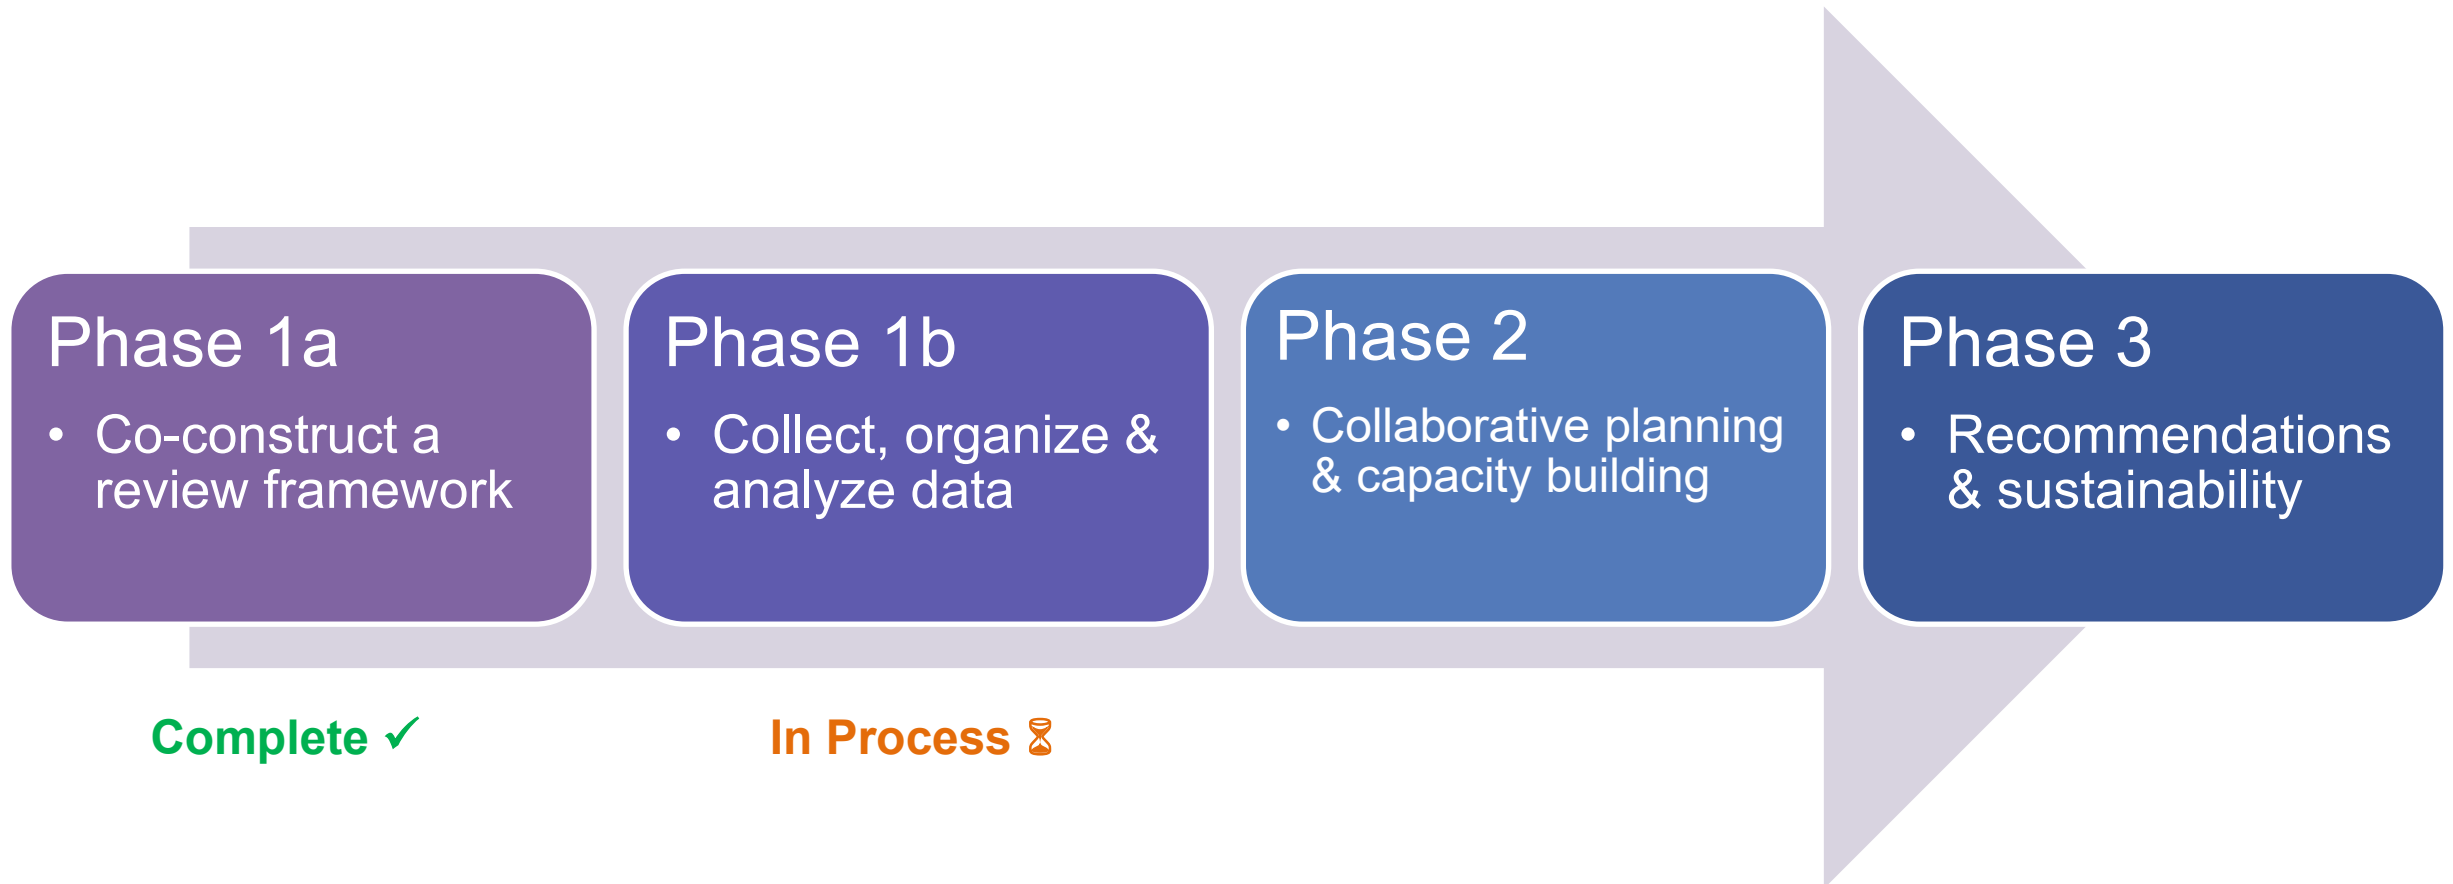 Phase 1a
• Co-construct a
review framework
Phase 1b
• Collect, organize &
analyze data
Phase 2
• Collaborative planning
& capacity building
Phase 3
• Recommendations
& sustainability
Complete ✓
In Process ⏳